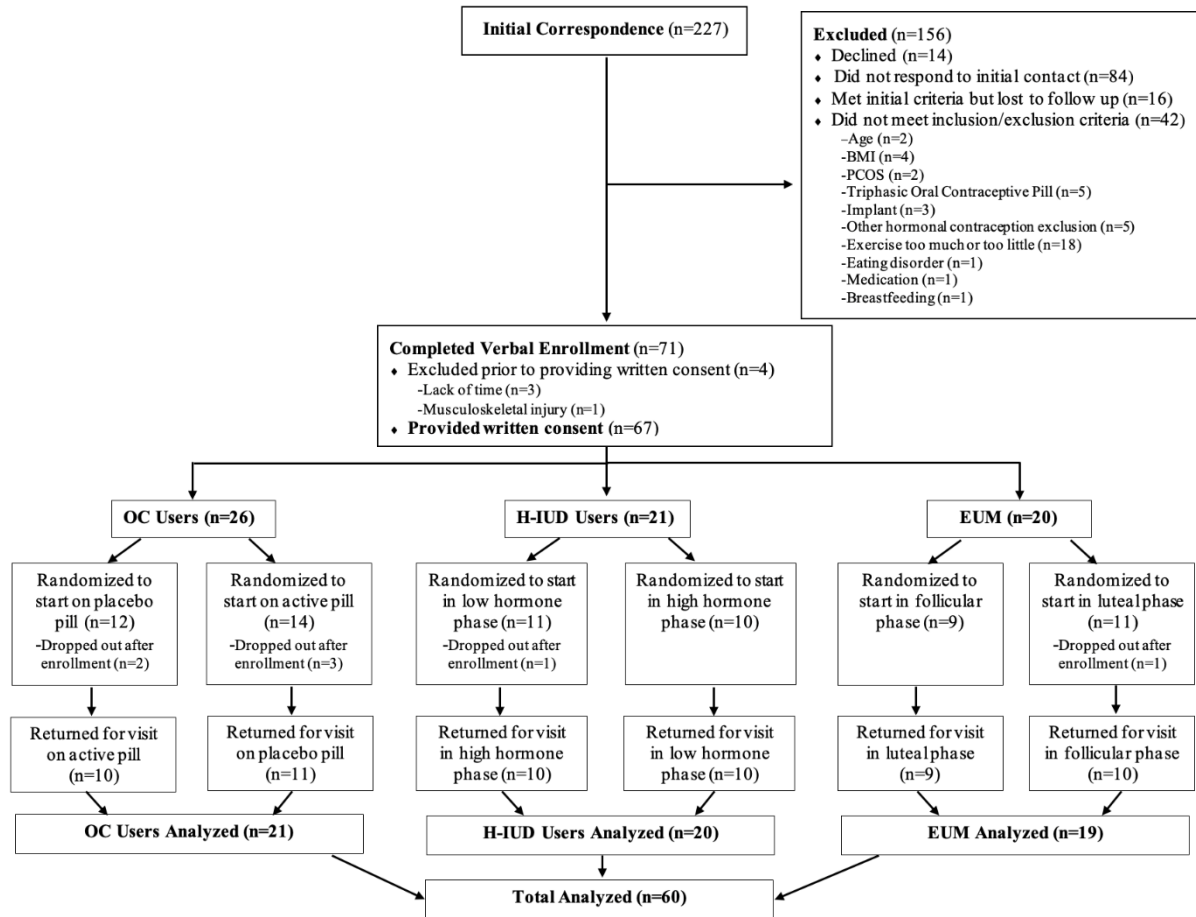 Initial Correspondence (n=227)
Excluded (n=156)
♦ Declined (n=14)
♦ Did not respond to initial contact (n=84)
♦ Met initial criteria but lost to follow up (n=16)
♦ Did not meet inclusion/exclusion criteria (n=42)
–Age (n=2)
-BMI (n=4)
-PCOS (n=2)
-Triphasic Oral Contraceptive Pill (n=5)
-Implant (n=3)
-Other hormonal contraception exclusion (n=5)
-Exercise too much or too little (n=18)
-Eating disorder (n=1)
-Medication (n=1)
-Breastfeeding (n=1)
Completed Verbal Enrollment (n=71)
♦ Excluded prior to providing written consent (n=4)
-Lack of time (n=3)
-Musculoskeletal injury (n=1)
♦ Provided written consent (n=67)
OC Users (n=26)
H-IUD Users (n=21)
EUM (n=20)
Randomized to
start on placebo
pill (n=12)
-Dropped out after
enrollment (n=2)
Randomized to
start on active pill
(n=14)
-Dropped out after
enrollment (n=3)
Randomized to start
in low hormone
phase (n=11)
-Dropped out after
enrollment (n=1)
Randomized to start
in high hormone
phase (n=10)
Randomized to
start in follicular
phase (n=9)
Randomized to
start in luteal phase
(n=11)
-Dropped out after
enrollment (n=1)
Returned for visit
on active pill
(n=10)
Returned for visit
on placebo pill
(n=11)
Returned for visit
in high hormone
phase (n=10)
Returned for visit
in low hormone
phase (n=10)
Returned for visit
in luteal phase
(n=9)
Returned for visit
in follicular phase
(n=10)
OC Users Analyzed (n=21)
H-IUD Users Analyzed (n=20)
EUM Analyzed (n=19)
Total Analyzed (n=60)